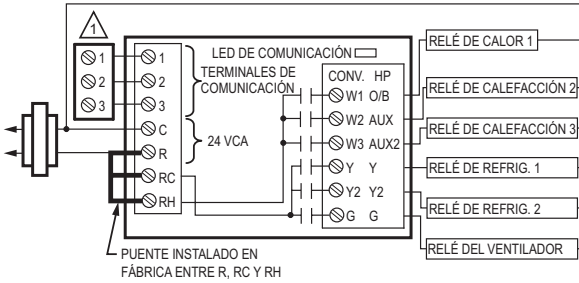 1
1
2
3
1
2
3
C
R
RC
RH
LED DE COMUNICACIÓN
TERMINALES DE
COMUNICACIÓN
24 VCA
CONV. HP
W1 O/B
W2 AUX
W3 AUX2
Y Y
Y2 Y2
G G
RELÉ DE CALOR 1
RELÉ DE CALEFACCIÓN 2
RELÉ DE CALEFACCIÓN 3
RELÉ DE REFRIG. 1
RELÉ DE REFRIG. 2
RELÉ DEL VENTILADOR
PUENTE INSTALADO EN
FÁBRICA ENTRE R, RC Y RH